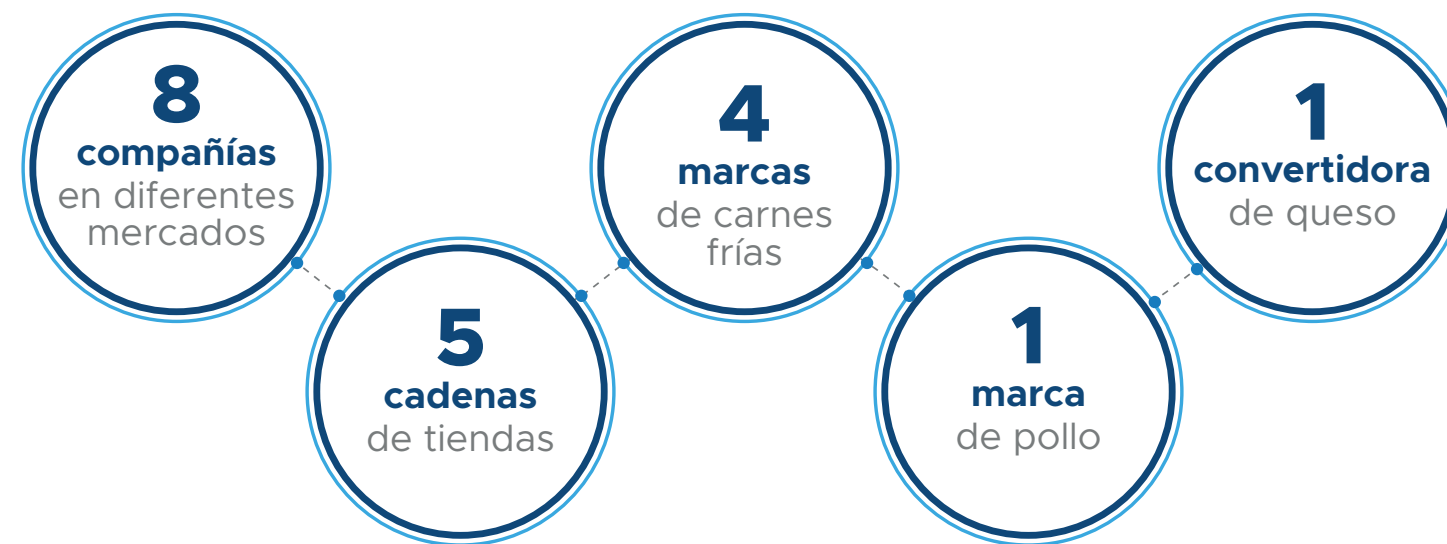 8
compañías
en diferentes
mercados
5
cadenas
de tiendas
4
marcas
de carnes
frías
1
marca
de pollo
1
convertidora
de queso